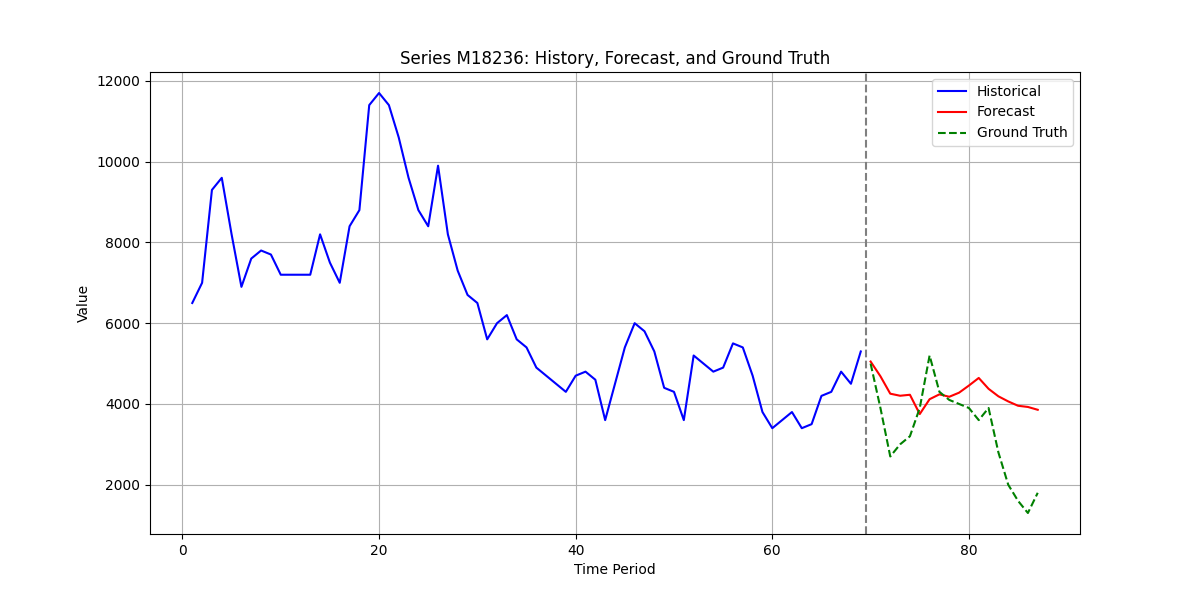 Series M18236: History, Forecast, and Ground Truth
12000
10000
8000
6000
4000
2000
Value
0
20
40
60
80
Time Period
Historical
Forecast
Ground Truth